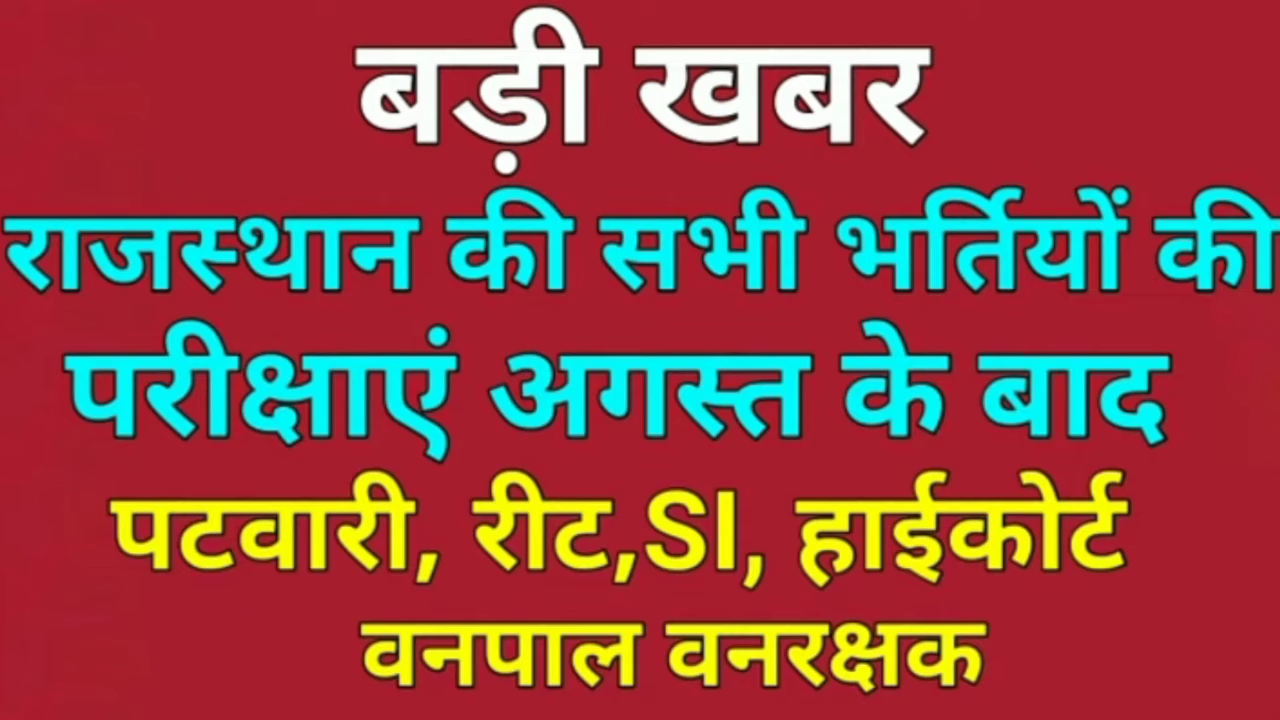 बड़ी खबर
राजस्थान की सभी भर्तियों की
परीक्षाएं अगस्त के बाद
पटवारी, रीट,SI, हाईकोर्ट
वनपाल वनरक्षक